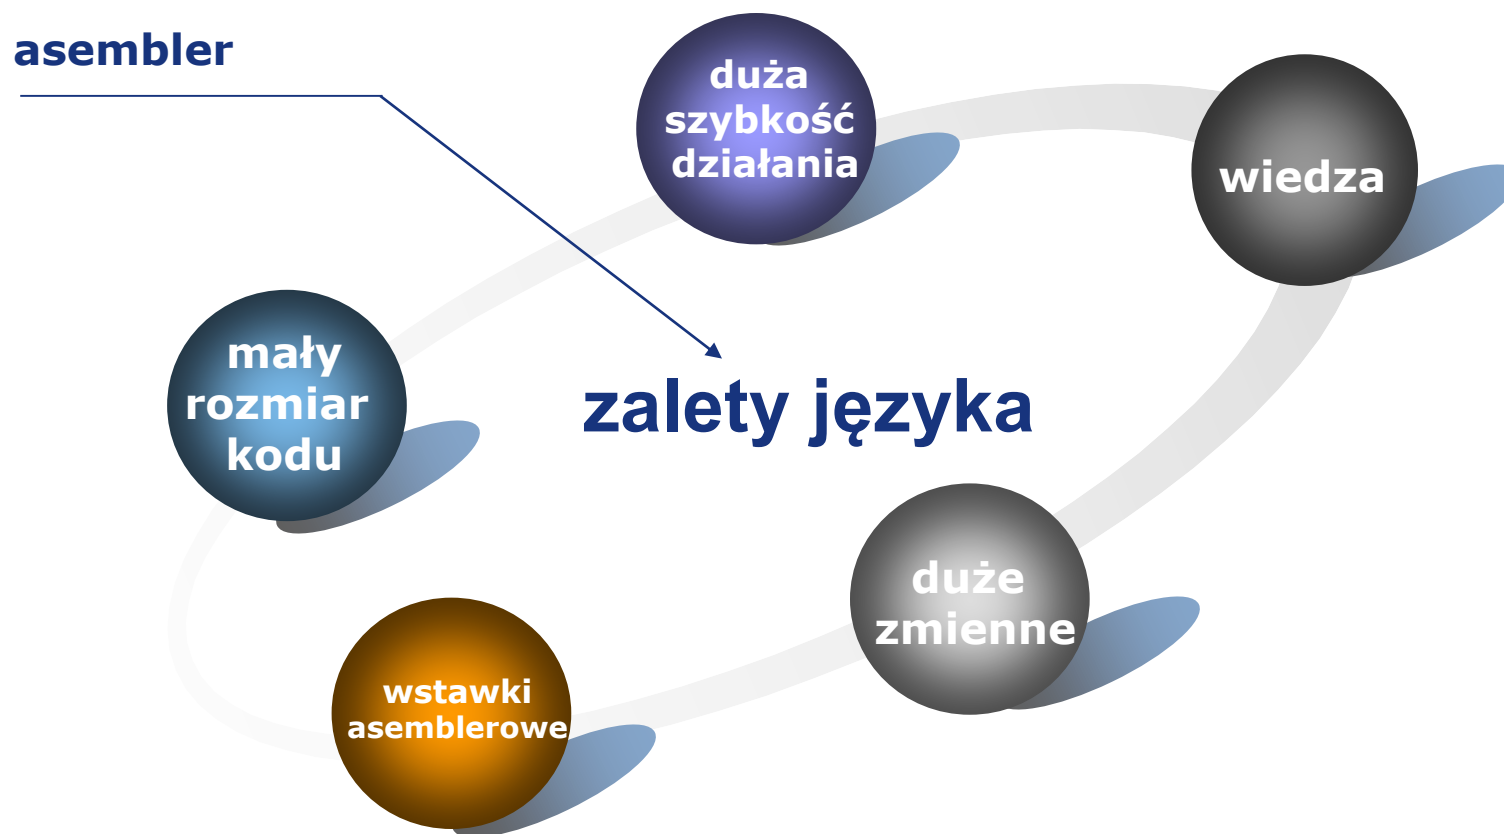 asembler
duża
szybkość
działania
wiedza
mały
rozmiar
kodu
zalety języka
duże
zmienne
wstawki
asemblerowe